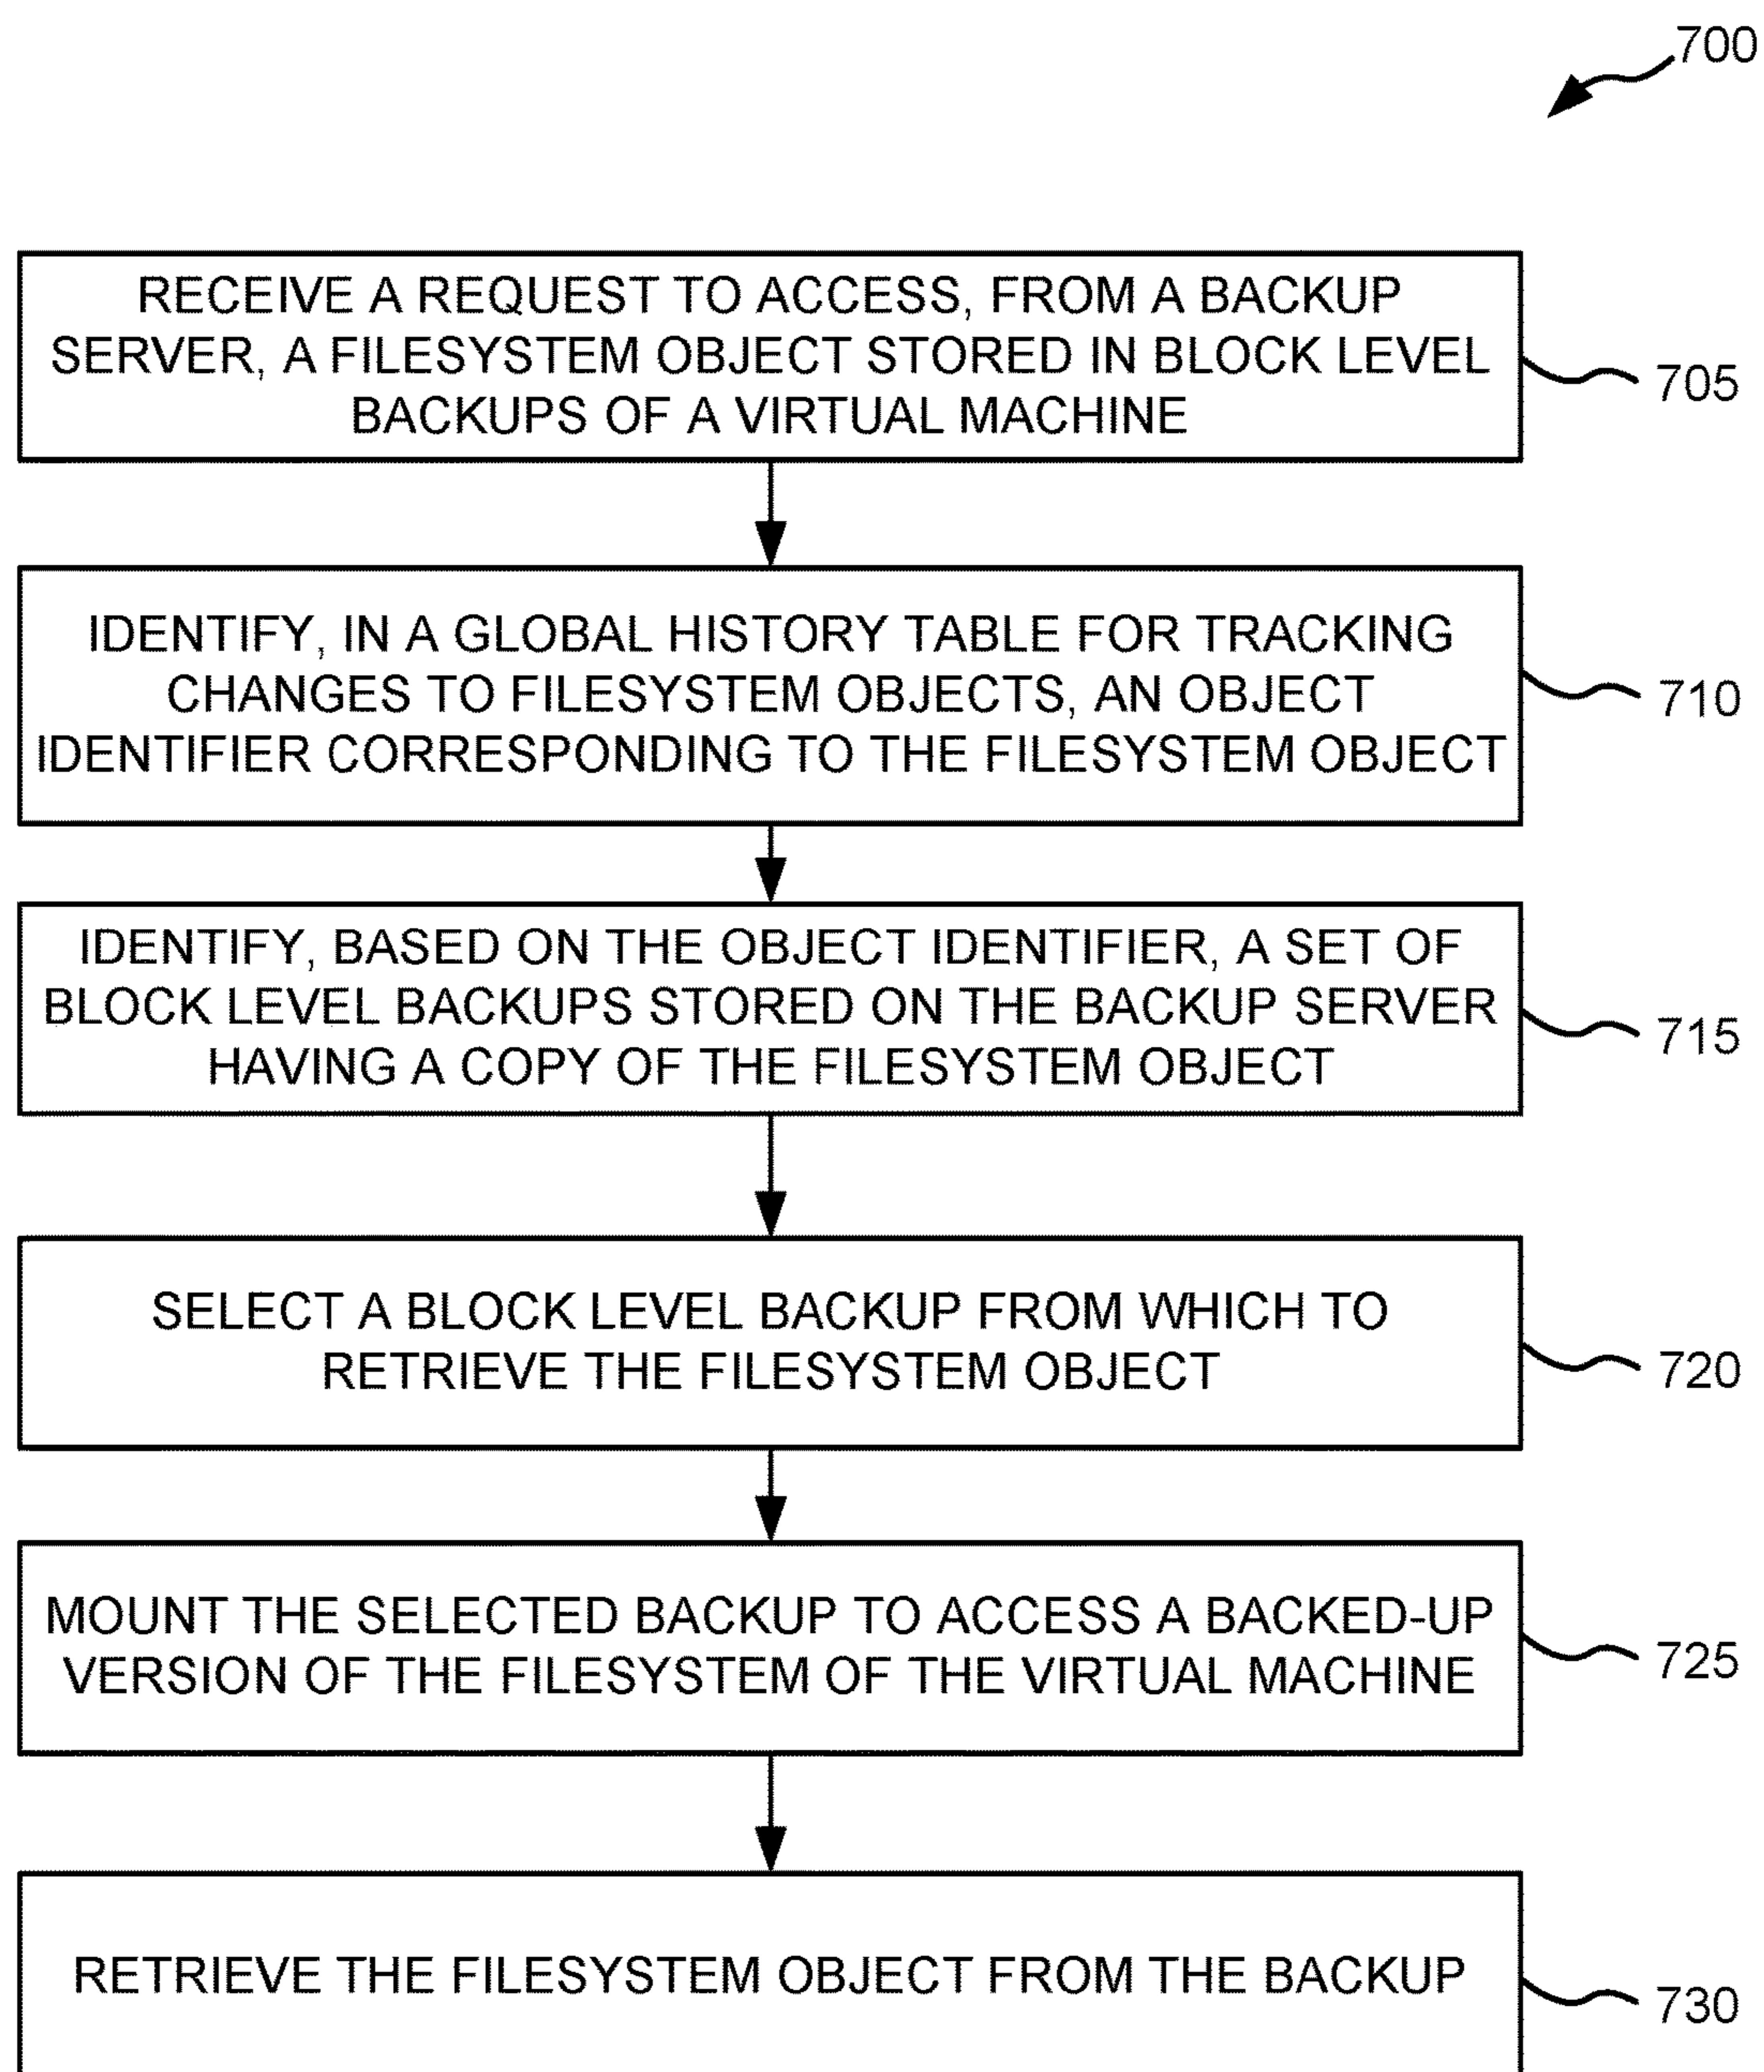 700
RECEIVE A REQUEST TO ACCESS, FROM A BACKUP
SERVER, A FILESYSTEM OBJECT STORED IN BLOCK LEVEL
BACKUPS OF A VIRTUAL MACHINE
705
IDENTIFY, IN A GLOBAL HISTORY TABLE FOR TRACKING
CHANGES TO FILESYSTEM OBJECTS, AN OBJECT
IDENTIFIER CORRESPONDING TO THE FILESYSTEM OBJECT
710
IDENTIFY, BASED ON THE OBJECT IDENTIFIER, A SET OF
BLOCK LEVEL BACKUPS STORED ON THE BACKUP SERVER
HAVING A COPY OF THE FILESYSTEM OBJECT
715
SELECT A BLOCK LEVEL BACKUP FROM WHICH TO
RETRIEVE THE FILESYSTEM OBJECT
720
MOUNT THE SELECTED BACKUP TO ACCESS A BACKED-UP
VERSION OF THE FILESYSTEM OF THE VIRTUAL MACHINE
725
RETRIEVE THE FILESYSTEM OBJECT FROM THE BACKUP
730